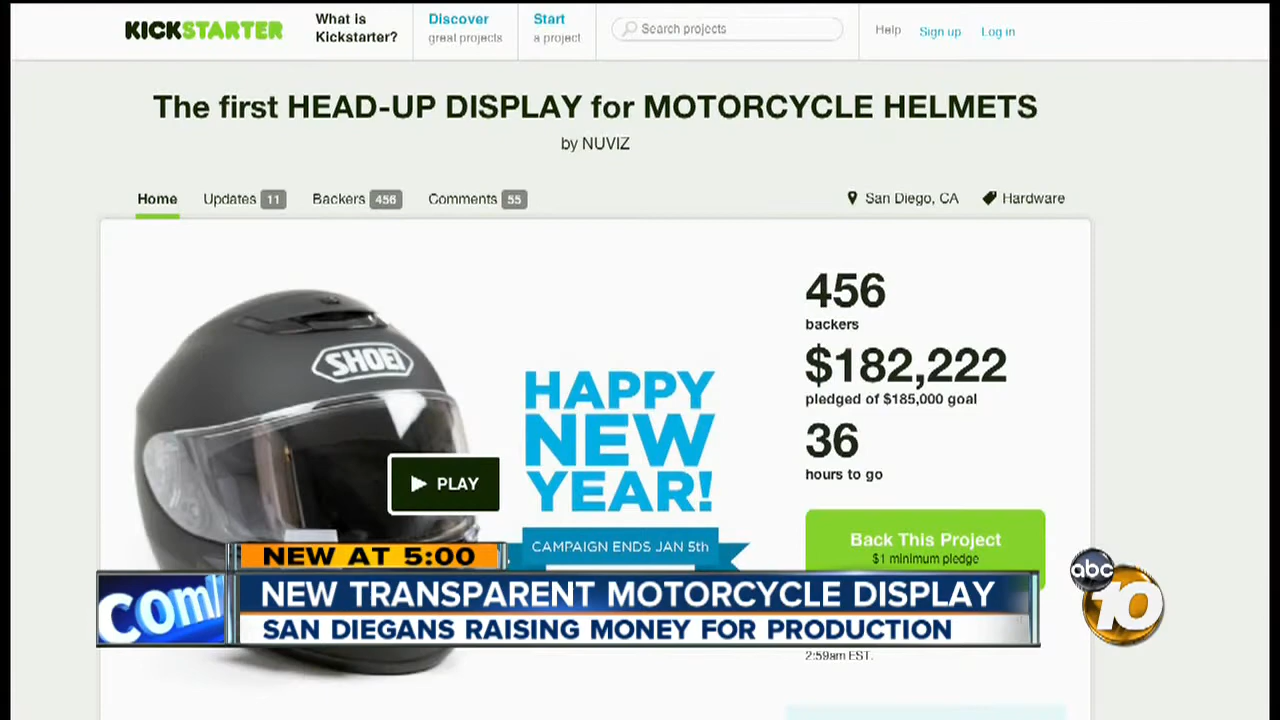 KICKSTARTER
What is
Kickstarter?
Discover
great projects
Start
a project
Search projects
Help
Sign up
Log in
The first HEAD-UP DISPLAY for MOTORCYCLE HELMETS
by NUVIZ
Home
Updates 11
Backers 456
Comments 55
San Diego, CA
Hardware
SHOEI
PLAY
HAPPY
NEW
YEAR!
CAMPAIGN ENDS JAN 5th
456
backers
$182,222
pledged of $185,000 goal
36
hours to go
Back This Project
$1 minimum pledge
2:59am EST.
NEW AT 5:00
NEW TRANSPARENT MOTORCYCLE DISPLAY
SAN DIEGANS RAISING MONEY FOR PRODUCTION
abc
10